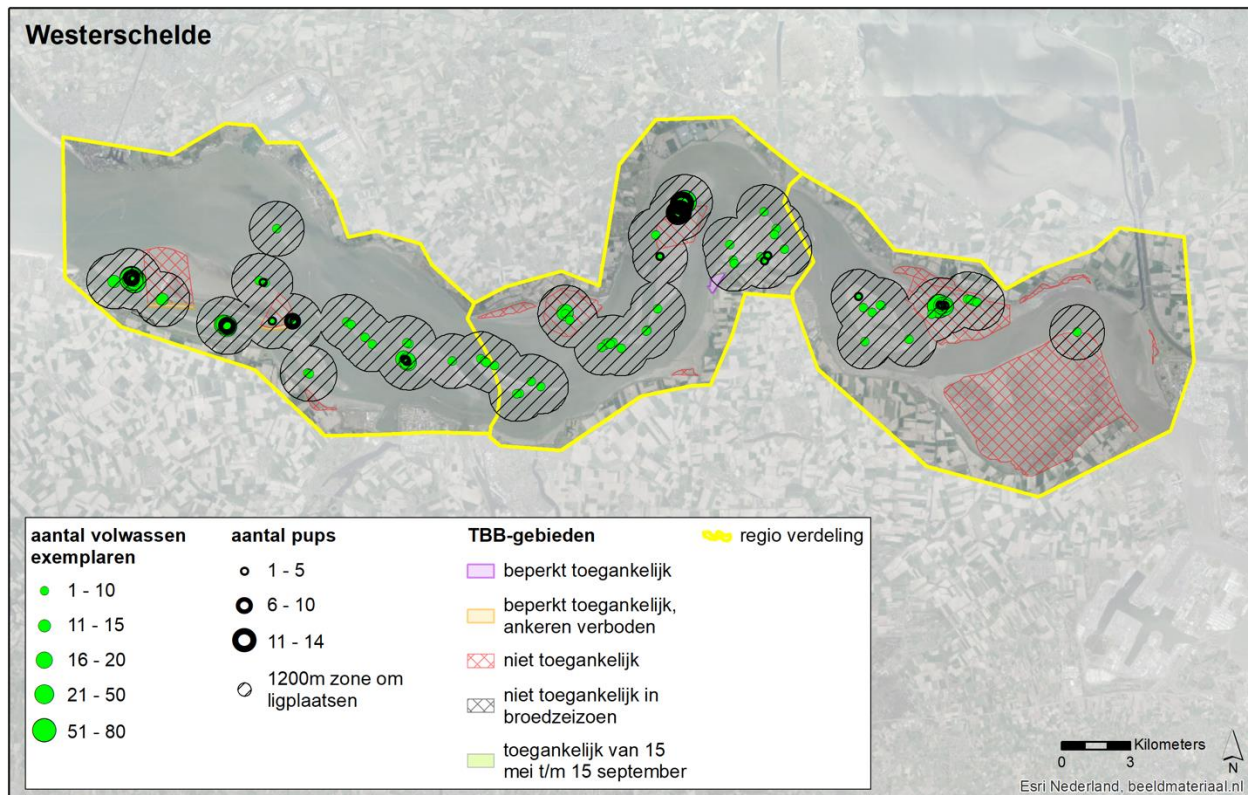 Westerschelde
aantal volwassen
exemplaren
1 - 10
11 - 15
16 - 20
21 - 50
51 - 80
aantal pups
1 - 5
6 - 10
11 - 14
1200m zone om
ligplaatsen
TBB-gebieden
beperkt toegankelijk
beperkt toegankelijk,
ankeren verboden
niet toegankelijk
niet toegankelijk in
broedzeizoen
toegankelijk van 15
mei t/m 15 september
regio verdeling
Kilometers
0 3
N
Esri Nederland, beeldmateriaal.nl